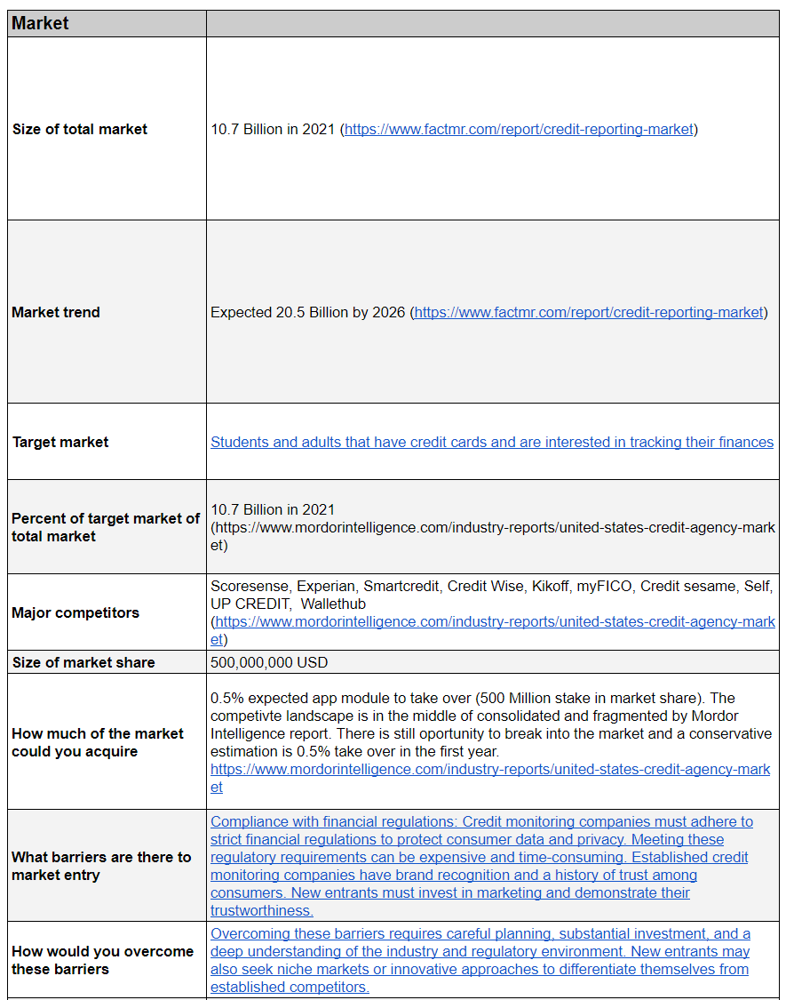 Market
Size of total market
10.7 Billion in 2021 (https://www.factmr.com/report/credit-reporting-market)
Market trend
Expected 20.5 Billion by 2026 (https://www.factmr.com/report/credit-reporting-market)
Target market
Students and adults that have credit cards and are interested in tracking their finances
Percent of target market of
total market
10.7 Billion in 2021
(https://www.mordorintelligence.com/industry-reports/united-states-credit-agency-mark
et)
Major competitors
Scoresense, Experian, Smartcredit, Credit Wise, Kikoff, myFICO, Credit sesame, Self,
UP CREDIT,  Wallethub
(https://www.mordorintelligence.com/industry-reports/united-states-credit-agency-mark
et)
Size of market share
500,000,000 USD
How much of the market
could you acquire
0.5% expected app module to take over (500 Million stake in market share). The
competivte landscape is in the middle of consolidated and fragmented by Mordor
Intelligence report. There is still oportunity to break into the market and a conservative
estimation is 0.5% take over in the first year.
https://www.mordorintelligence.com/industry-reports/united-states-credit-agency-mark
et
What barriers are there to
market entry
Compliance with financial regulations: Credit monitoring companies must adhere to
strict financial regulations to protect consumer data and privacy. Meeting these
regulatory requirements can be expensive and time-consuming. Established credit
monitoring companies have brand recognition and a history of trust among
consumers. New entrants must invest in marketing and demonstrate their
trustworthiness.
How would you overcome
these barriers
Overcoming these barriers requires careful planning, substantial investment, and a
deep understanding of the industry and regulatory environment. New entrants may
also seek niche markets or innovative approaches to differentiate themselves from
established competitors.